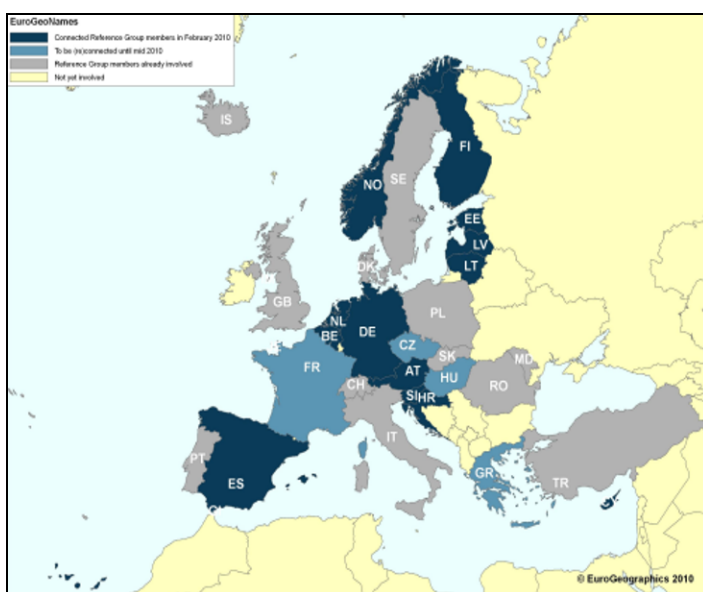 EuroGeoNames
Connected Reference Group members in February 2010
To be (re)connected until mid 2010
Reference Group members already involved
Not yet involved
IS
FI
NO
SE
EE
LV
LT
DK
GB
NL
BE
DE
PL
CZ
SK
FR
AT
HU
MD
CH
SI
HR
RO
IT
PT
ES
GR
TR
© EuroGeographics 2010